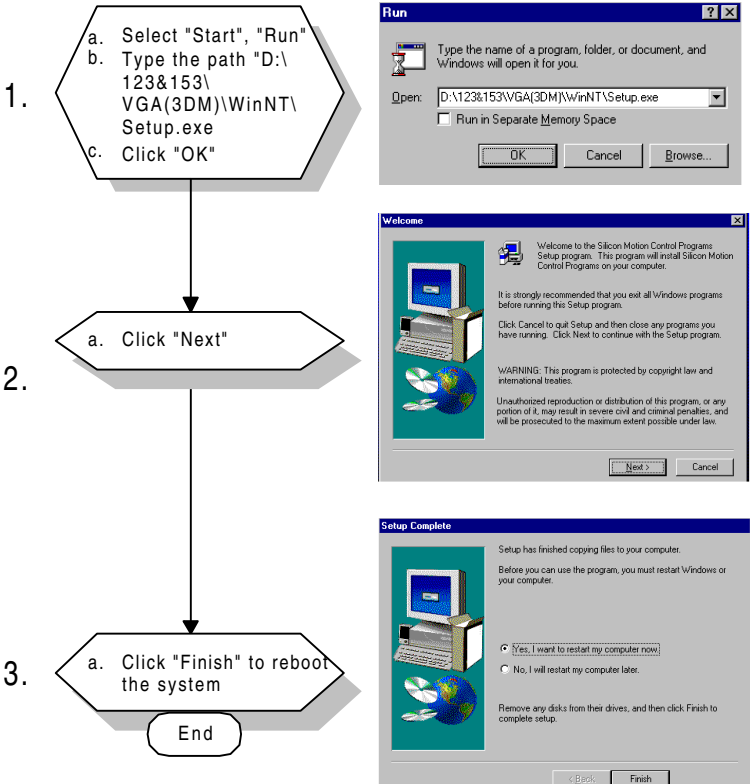 1.
a. Select "Start", "Run"
b. Type the path "D:\
123&153\
VGA(3DM)\WinNT\
Setup.exe
c. Click "OK"
Run
Type the name of a program, folder, or document, and
Windows will open it for you.
Open: D:\123&153\VGA(3DM)\WinNT\Setup.exe
Run in Separate Memory Space
OK Cancel Browse...
2.
a. Click "Next"
Welcome
Welcome to the Silicon Motion Control Programs
Setup program. This program will install Silicon Motion
Control Programs on your computer.
It is strongly recommended that you exit all Windows programs
before running this Setup program.
Click Cancel to quit Setup and then close any programs you
have running. Click Next to continue with the Setup program.
WARNING: This program is protected by copyright law and
international treaties.
Unauthorized reproduction or distribution of this program, or any
portion of it, may result in severe civil and criminal penalties, and
will be prosecuted to the maximum extent possible under law.
Next > Cancel
3.
a. Click "Finish" to reboot
the system
End
Setup Complete
Setup has finished copying files to your computer.
Before you can use the program, you must restart Windows or
your computer.
Yes, I want to restart my computer now.
No, I will restart my computer later.
Remove any disks from their drives, and then click Finish to
complete setup.
< Back Finish